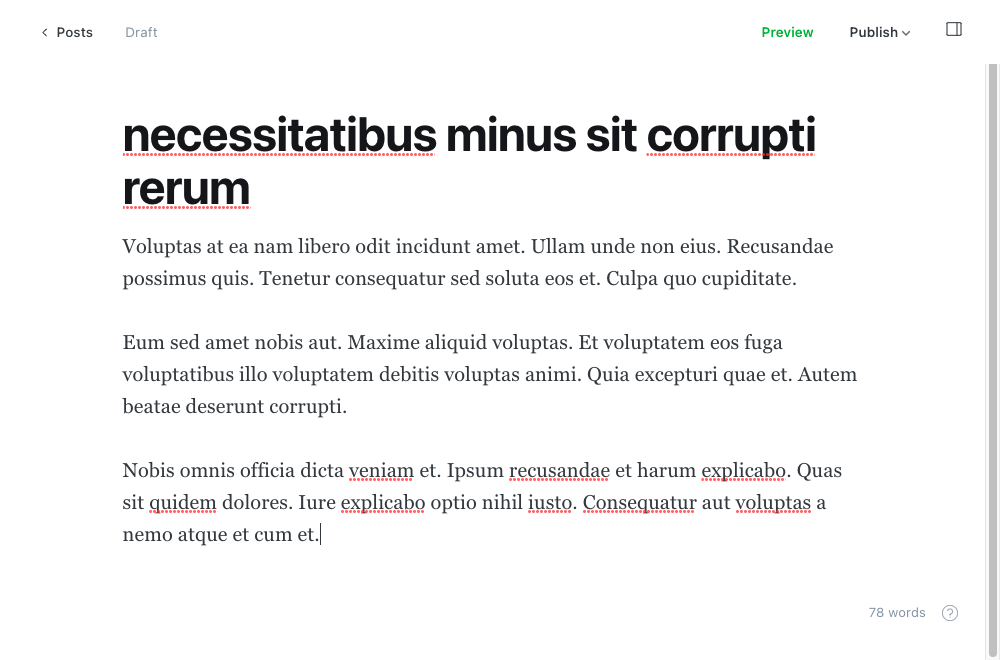 Posts
Draft
Preview
Publish
necessitatibus minus sit corrupti
rerum
Voluptas at ea nam libero odit incidunt amet. Ullam unde non eius. Recusandae
possimus quis. Tenetur consequatur sed soluta eos et. Culpa quo cupiditate.
Eum sed amet nobis aut. Maxime aliquid voluptas. Et voluptatem eos fuga
voluptatibus illo voluptatem debitis voluptas animi. Quia excepturi quae et. Autem
beatae deserunt corrupti.
Nobis omnis officia dicta veniam et. Ipsum recusandae et harum explicabo. Quas
sit quidem dolores. Iure explicabo optio nihil iusto. Consequatur aut voluptas a
nemo atque et cum et.
78 words
?